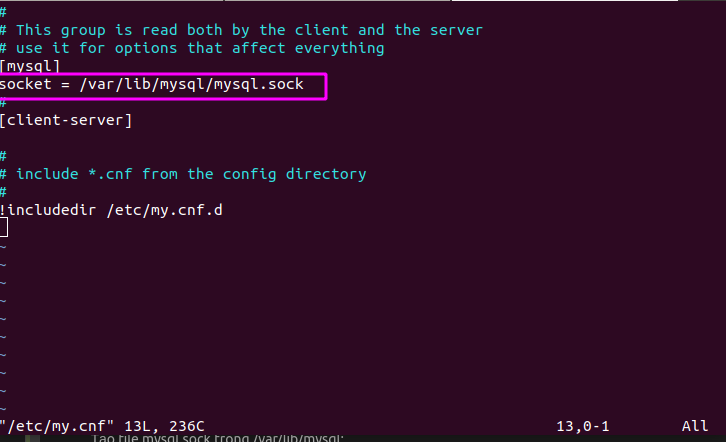 #
# This group is read both by the client and the server
# use it for options that affect everything
[mysql]
socket = /var/lib/mysql/mysql.sock
#
[client-server]
#
# include *.cnf from the config directory
#
!includedir /etc/my.cnf.d
~
~
~
~
~
~
~
~
~
~
"/etc/my.cnf" 13L, 236C 13,0-1 All
Tạo file mysql.sock trong /var/lib/mysql: